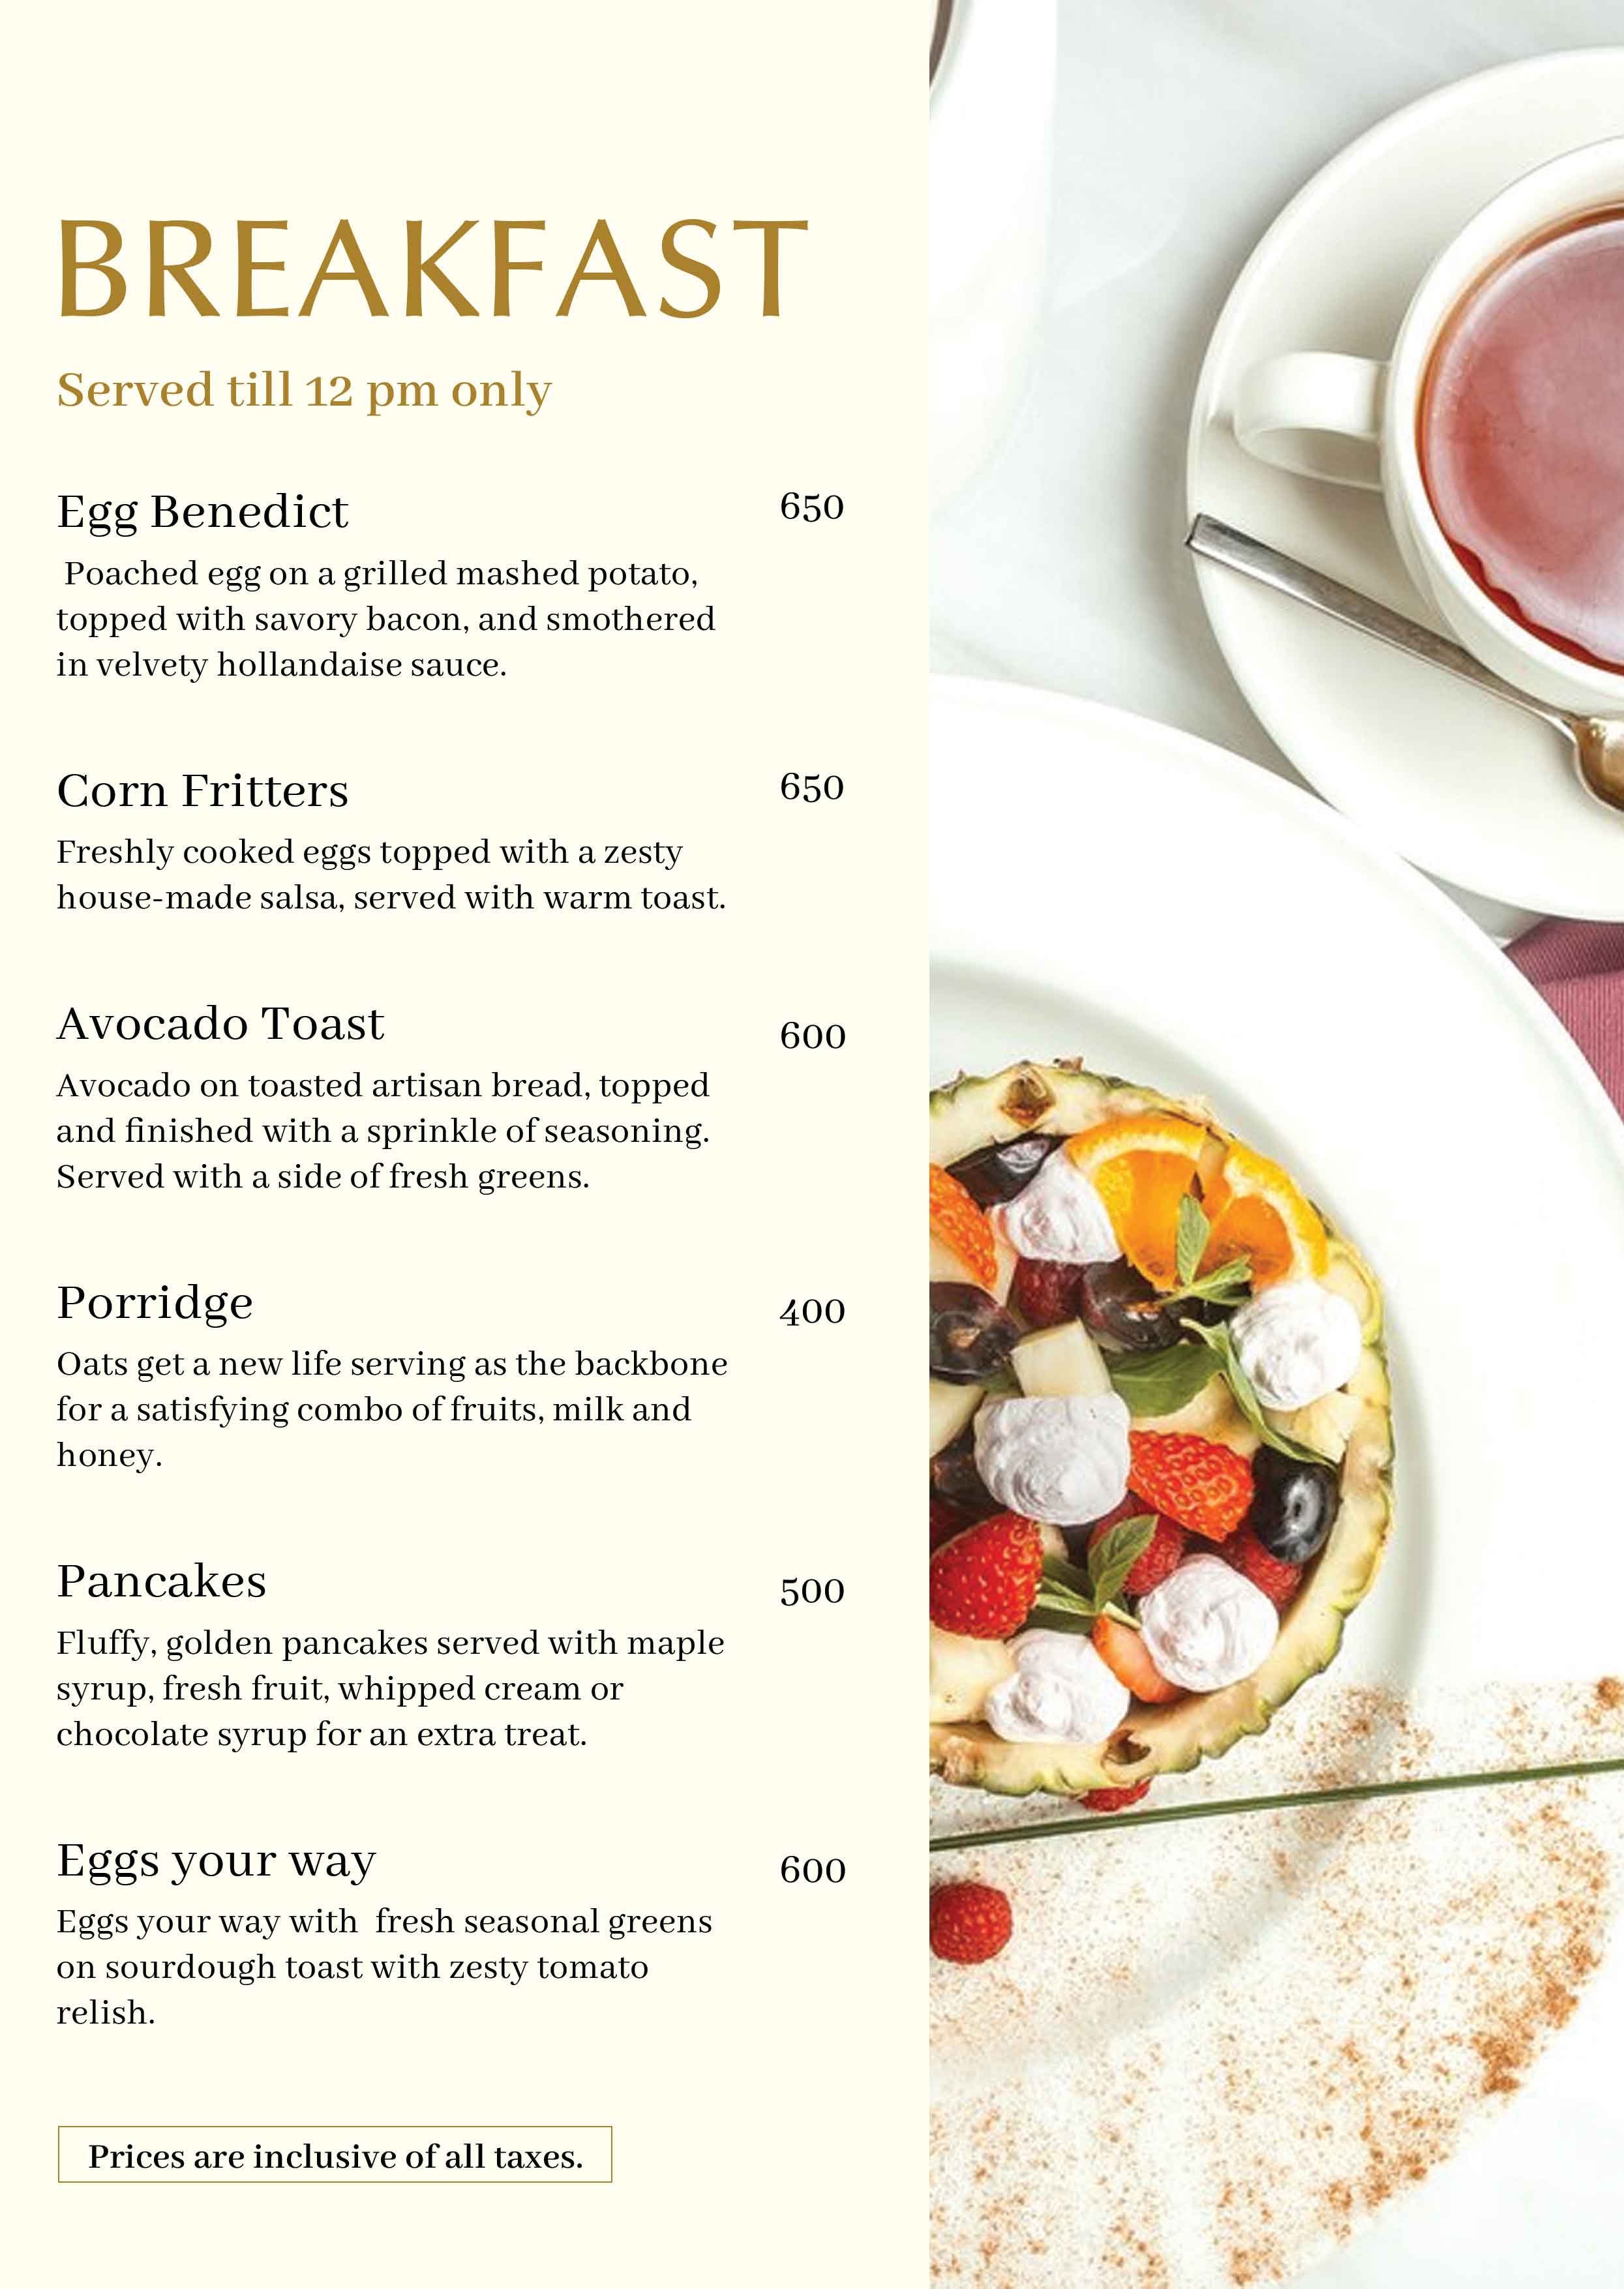 BREAKFAST
Served till 12 pm only
Egg Benedict 650
Poached egg on a grilled mashed potato,
topped with savory bacon, and smothered
in velvety hollandaise sauce.
Corn Fritters 650
Freshly cooked eggs topped with a zesty
house-made salsa, served with warm toast.
Avocado Toast 600
Avocado on toasted artisan bread, topped
and finished with a sprinkle of seasoning.
Served with a side of fresh greens.
Porridge 400
Oats get a new life serving as the backbone
for a satisfying combo of fruits, milk and
honey.
Pancakes 500
Fluffy, golden pancakes served with maple
syrup, fresh fruit, whipped cream or
chocolate syrup for an extra treat.
Eggs your way 600
Eggs your way with  fresh seasonal greens
on sourdough toast with zesty tomato
relish.
Prices are inclusive of all taxes.